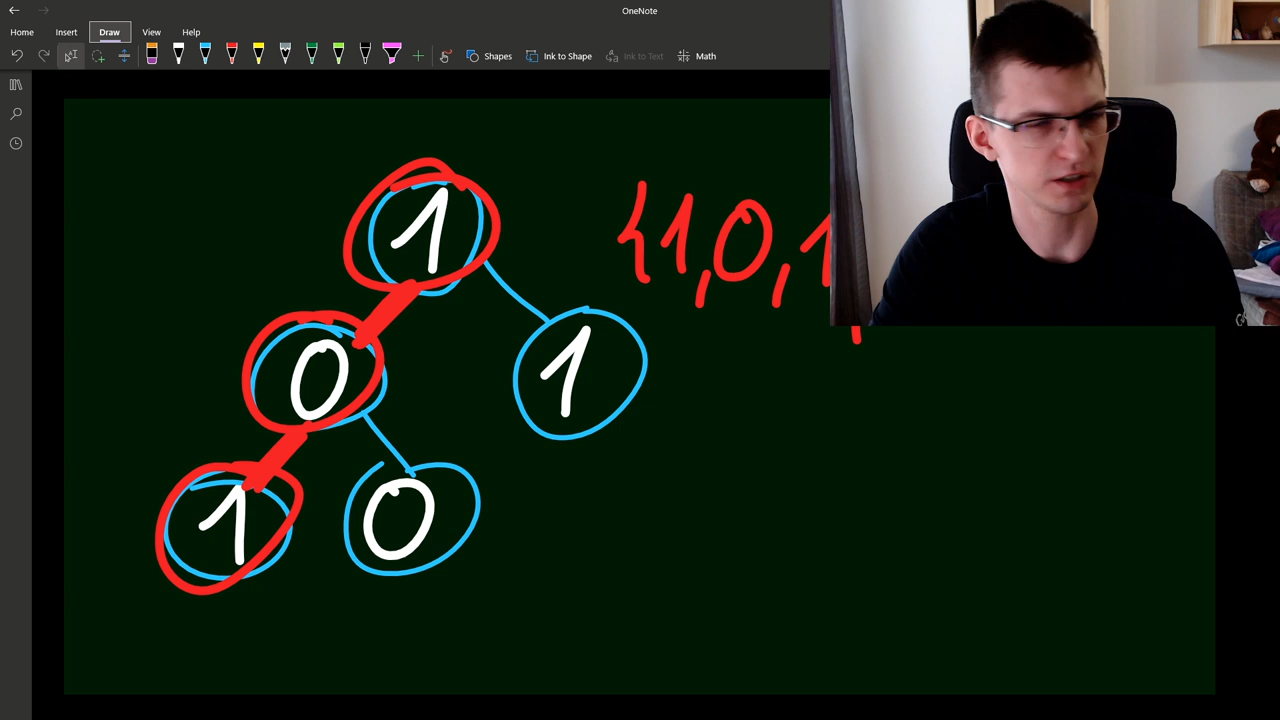 OneNote
Home Insert Draw View Help
Shapes Ink to Shape Ink to Text Math
1
{1,0,1
0
1
1
0